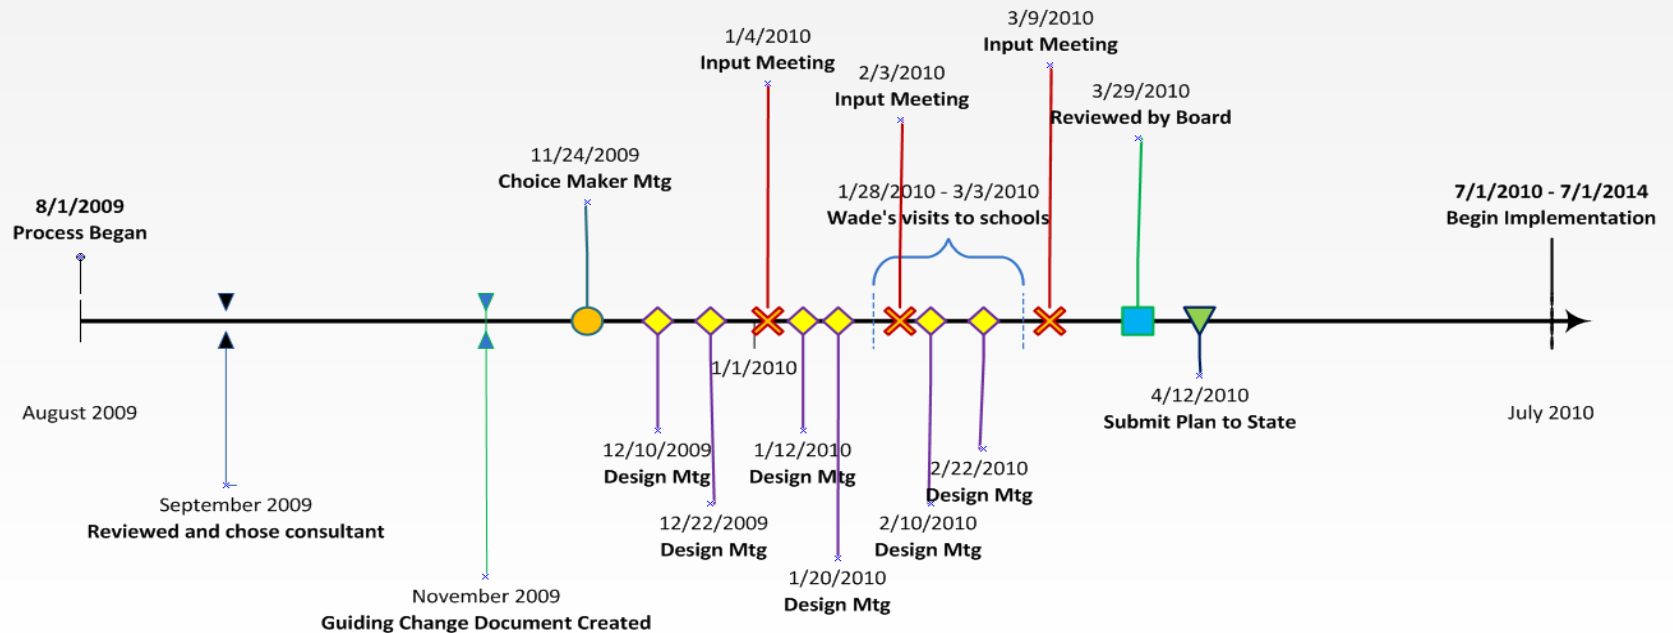 3/9/2010
Input Meeting
1/4/2010
Input Meeting
2/3/2010
Input Meeting
3/29/2010
Reviewed by Board
11/24/2009
Choice Maker Mtg
1/28/2010 - 3/3/2010
Wade's visits to schools
7/1/2010 - 7/1/2014
Begin Implementation
8/1/2009
Process Began
1/1/2010
August 2009
July 2010
4/12/2010
Submit Plan to State
12/10/2009
Design Mtg
1/12/2010
Design Mtg
2/22/2010
Design Mtg
September 2009
Reviewed and chose consultant
12/22/2009
Design Mtg
2/10/2010
Design Mtg
1/20/2010
Design Mtg
November 2009
Guiding Change Document Created